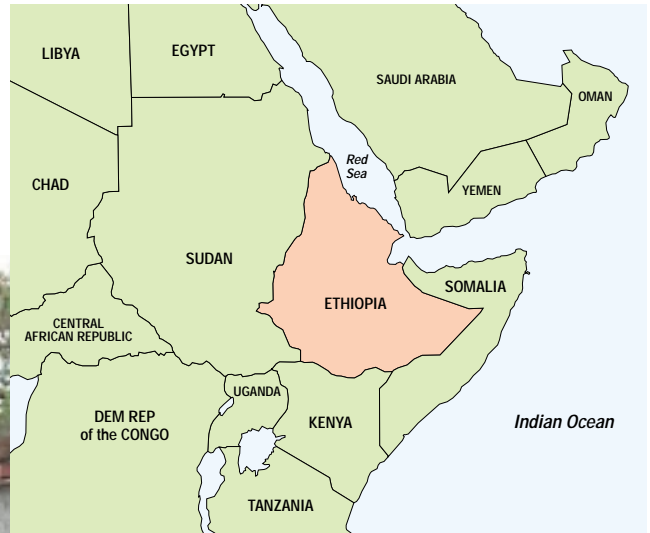 LIBYA
EGYPT
SAUDI ARABIA
OMAN
Red
Sea
CHAD
YEMEN
SUDAN
SOMALIA
ETHIOPIA
CENTRAL
AFRICAN REPUBLIC
UGANDA
DEM REP
of the CONGO
KENYA
Indian Ocean
TANZANIA